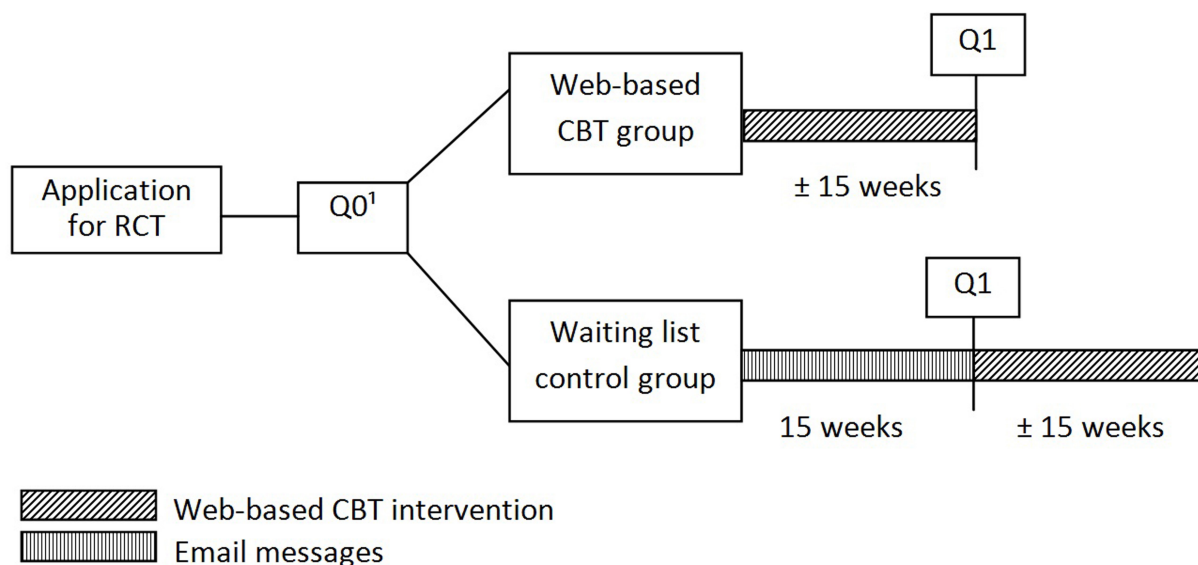 Q1
Web-based
CBT group
± 15 weeks
Application
for RCT
Q0¹
Q1
Waiting list
control group
15 weeks
± 15 weeks
Web-based CBT intervention
Email messages